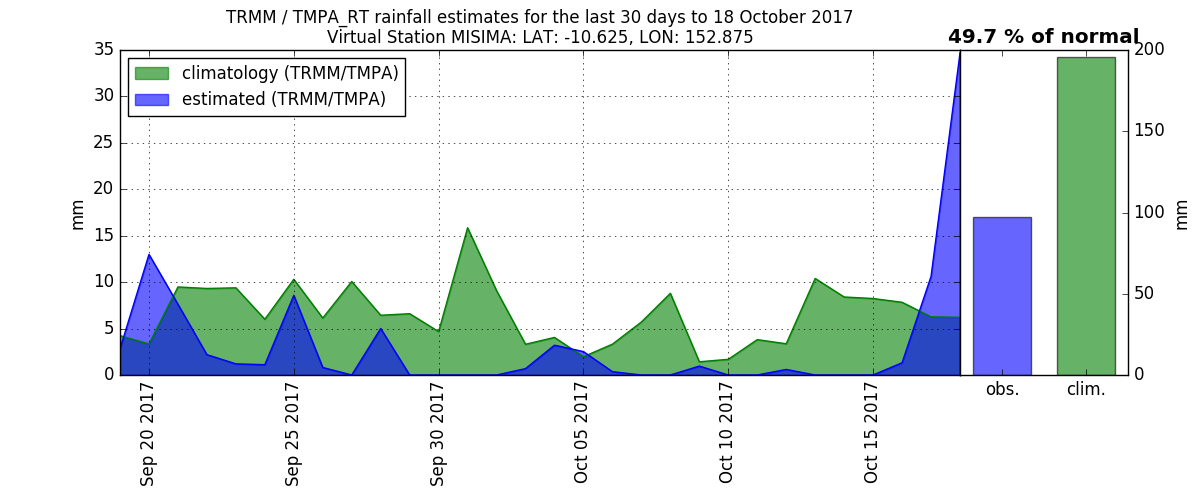 TRMM / TMPA_RT rainfall estimates for the last 30 days to 18 October 2017
Virtual Station MISIMA: LAT: -10.625, LON: 152.875
49.7 % of normal
climatology (TRMM/TMPA)
estimated (TRMM/TMPA)
35
30
25
20
15
10
5
0
mm
Sep 20 2017
Sep 25 2017
Sep 30 2017
Oct 05 2017
Oct 10 2017
Oct 15 2017
obs.
clim.
200
150
100
50
0
mm